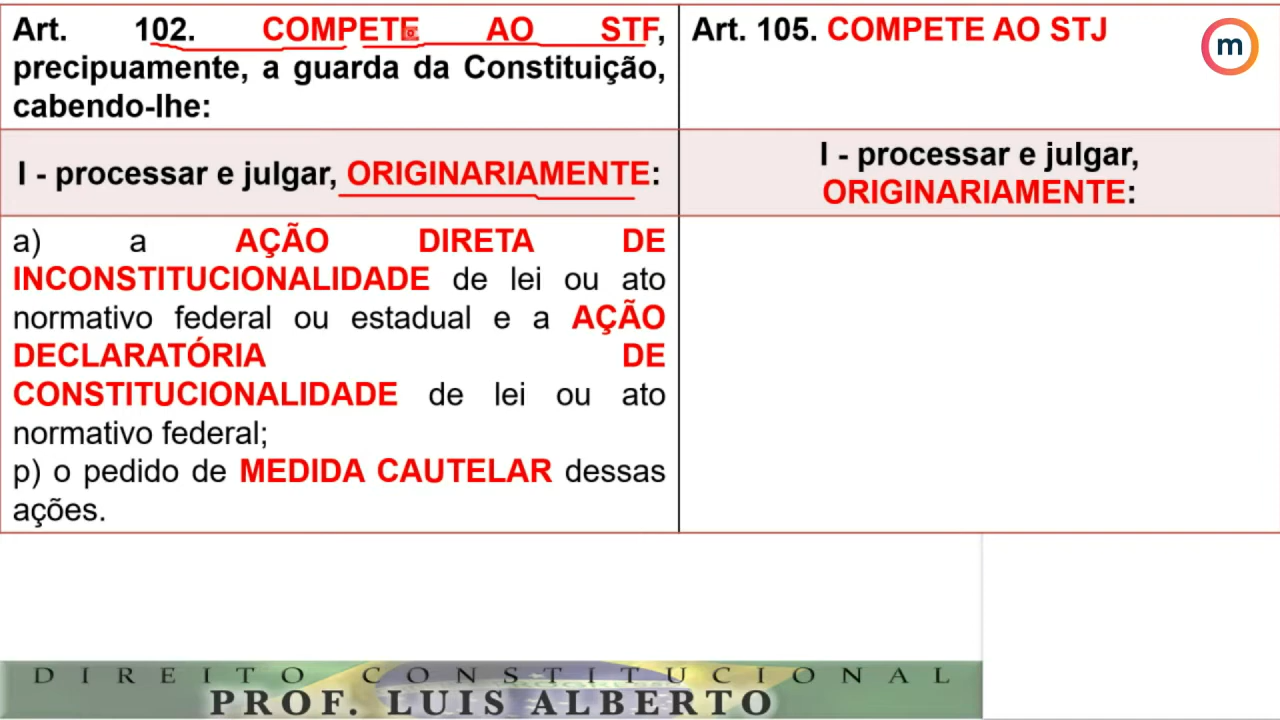 Art. 102. COMPETE AO STF,
precipuamente, a guarda da Constituição,
cabendo-lhe:
Art. 105. COMPETE AO STJ
m
I - processar e julgar, ORIGINARIAMENTE:
I - processar e julgar,
ORIGINARIAMENTE:
a) a AÇÃO DIRETA DE
INCONSTITUCIONALIDADE de lei ou ato
normativo federal ou estadual e a AÇÃO
DECLARATÓRIA DE
CONSTITUCIONALIDADE de lei ou ato
normativo federal;
p) o pedido de MEDIDA CAUTELAR dessas
ações.
DIREITO CONSTITUCIONAL
PROF. LUIS ALBERTO